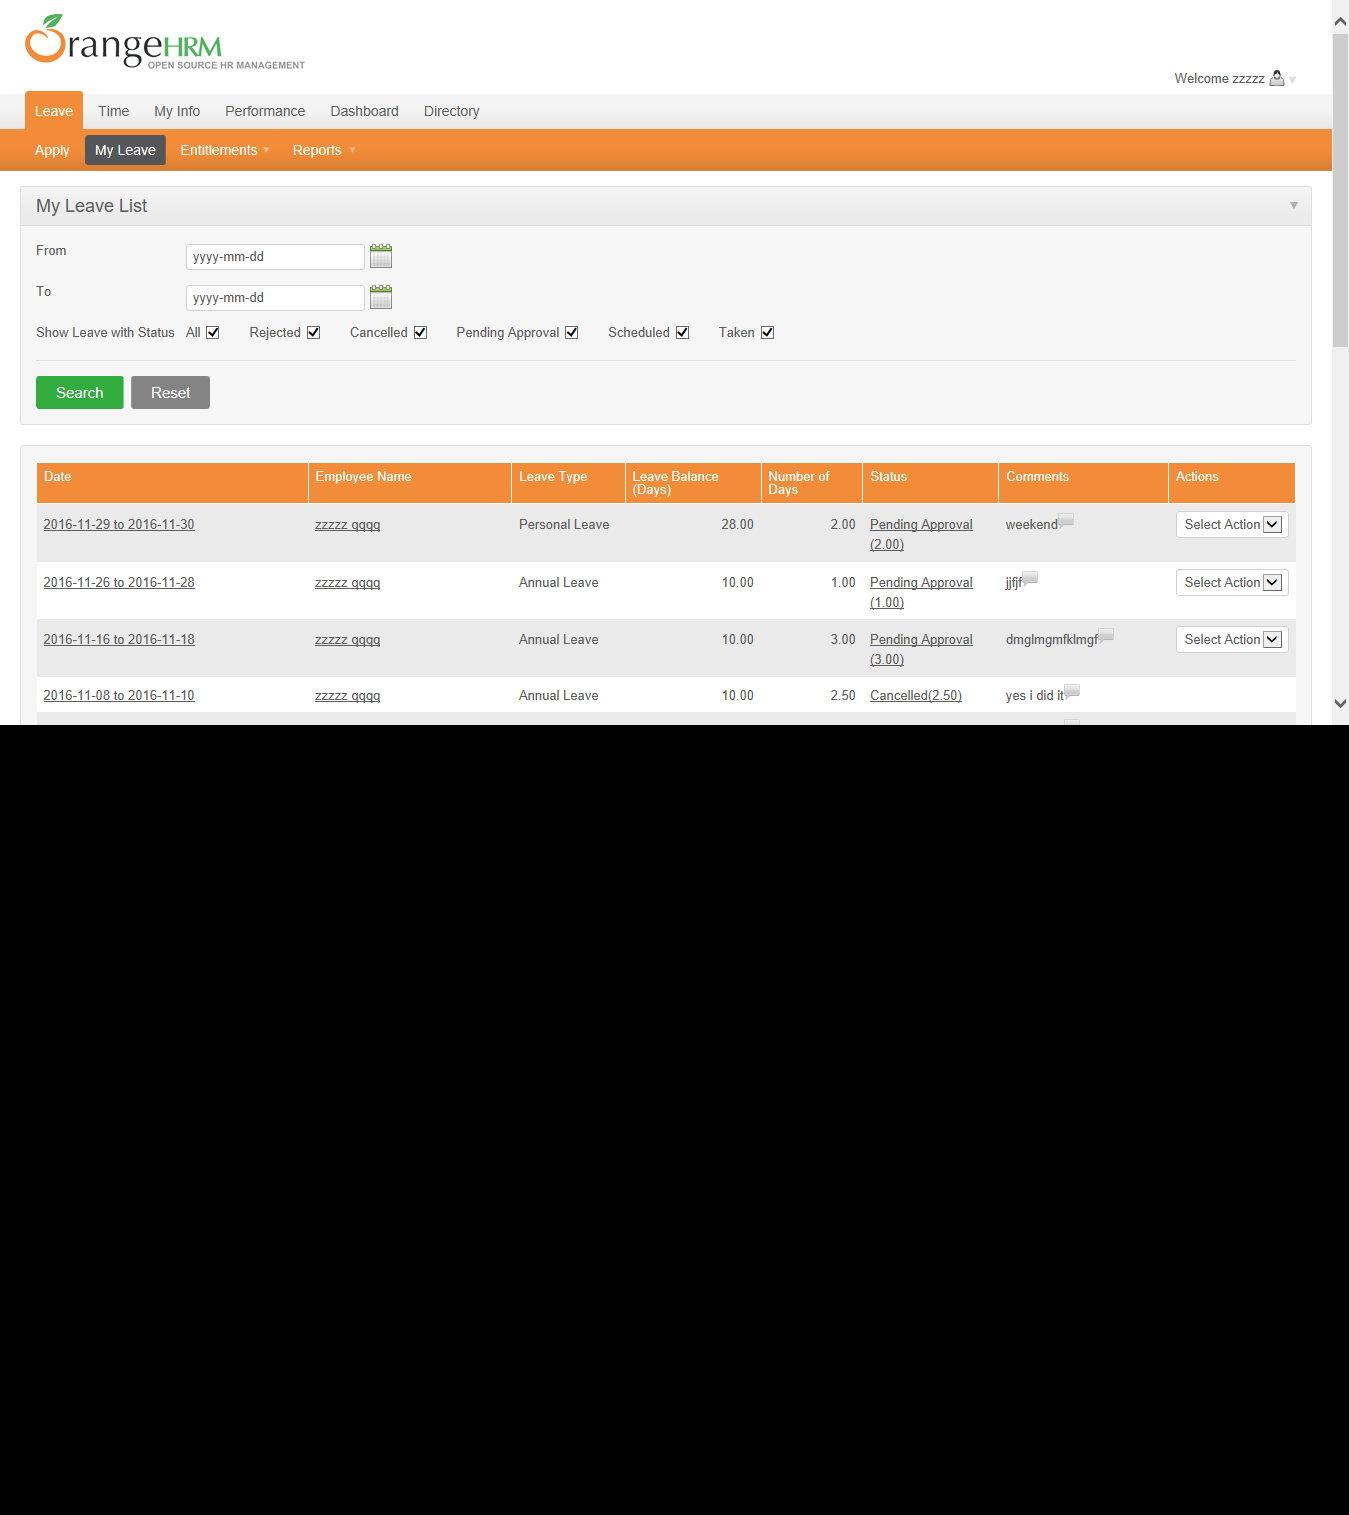 OrangeHRM
OPEN SOURCE HR MANAGEMENT
Welcome zzzzz
Leave Time My Info Performance Dashboard Directory
Apply My Leave Entitlements Reports
My Leave List
From yyyy-mm-dd
To yyyy-mm-dd
Show Leave with Status All Rejected Cancelled Pending Approval Scheduled Taken
Search Reset
Date Employee Name Leave Type Leave Balance (Days) Number of Days Status Comments Actions
2016-11-29 to 2016-11-30 zzzzz qqqq Personal Leave 28.00 2.00 Pending Approval (2.00) weekend Select Action
2016-11-26 to 2016-11-28 zzzzz qqqq Annual Leave 10.00 1.00 Pending Approval (1.00) jjfjf Select Action
2016-11-16 to 2016-11-18 zzzzz qqqq Annual Leave 10.00 3.00 Pending Approval (3.00) dmglmgmfklmgf Select Action
2016-11-08 to 2016-11-10 zzzzz qqqq Annual Leave 10.00 2.50 Cancelled(2.50) yes i did it